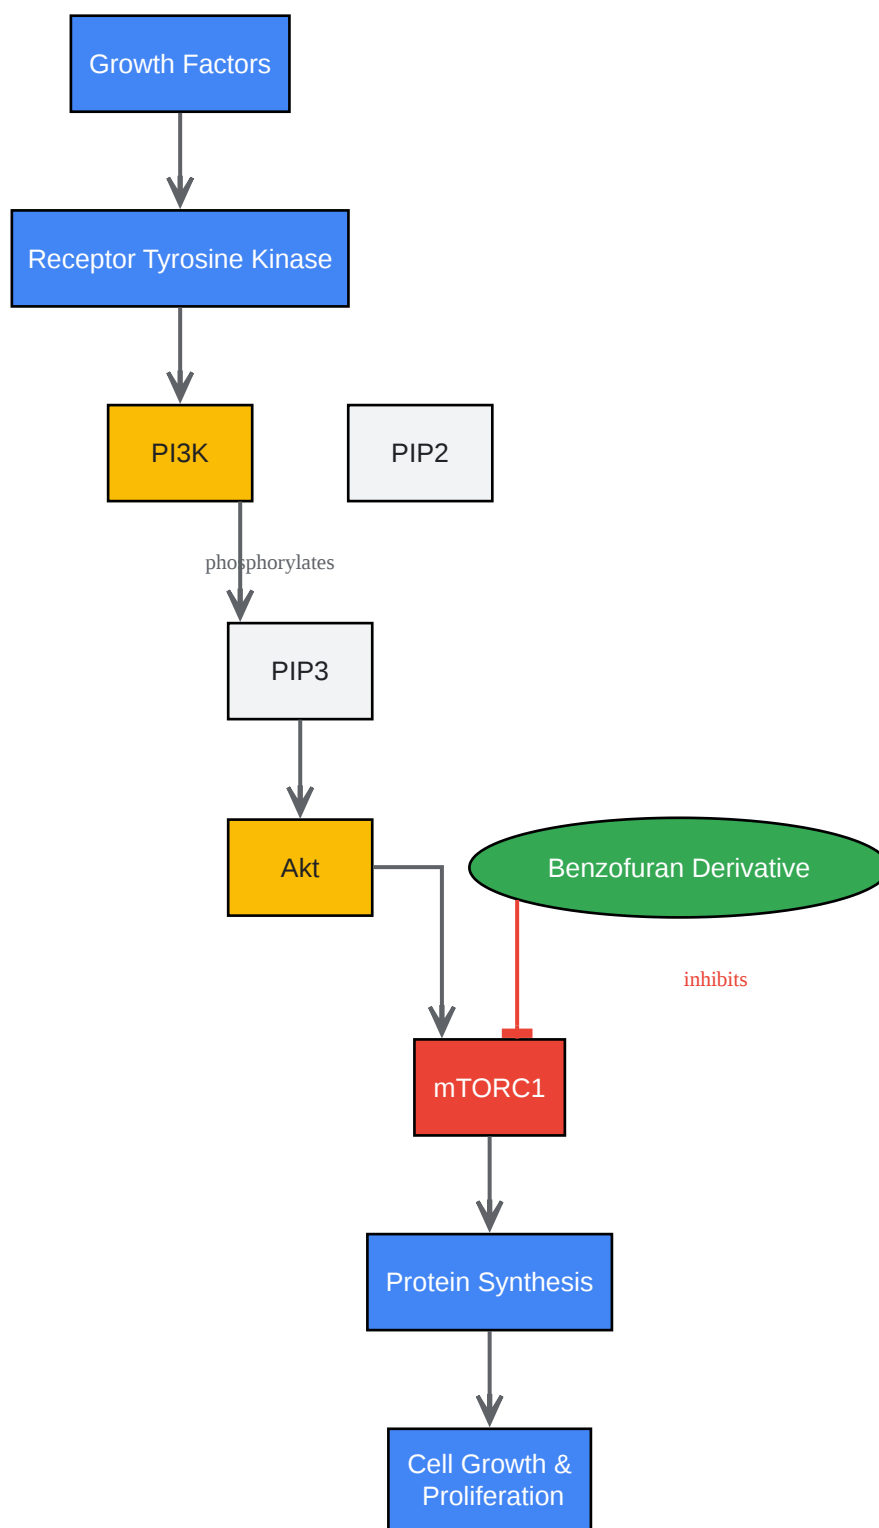 Growth Factors
Receptor Tyrosine Kinase
PI3K
PIP2
phosphorylates
PIP3
Akt
Benzofuran Derivative
inhibits
mTORC1
Protein Synthesis
Cell Growth &
Proliferation